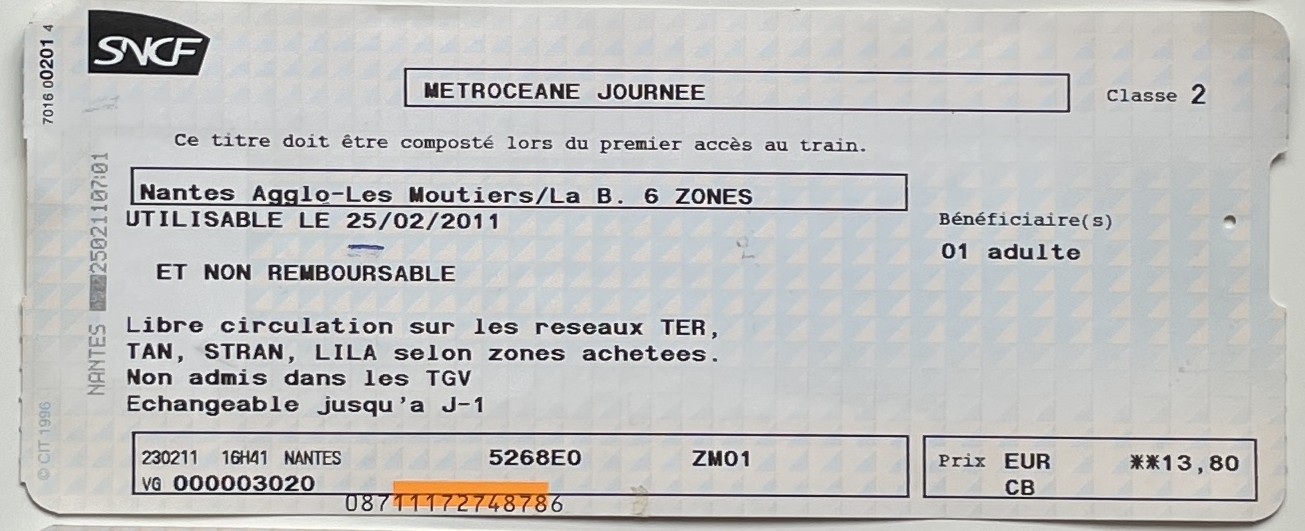 SNCF
7016 00201 4
METROCEANE JOURNEE
Classe 2
Ce titre doit être composté lors du premier accès au train.
Nantes Agglo-Les Moutiers/La B. 6 ZONES
UTILISABLE LE 25/02/2011
Bénéficiaire(s)
01 adulte
ET NON REMBOURSABLE
Libre circulation sur les reseaux TER,
TAN, STRAN, LILA selon zones achetees.
Non admis dans les TGV
Echangeable jusqu'a J-1
NANTES 2502110701
© CIT 1996
230211 16H41 NANTES 5268E0 ZM01
VG 000003020
Prix EUR **13,80
CB
08711172748786